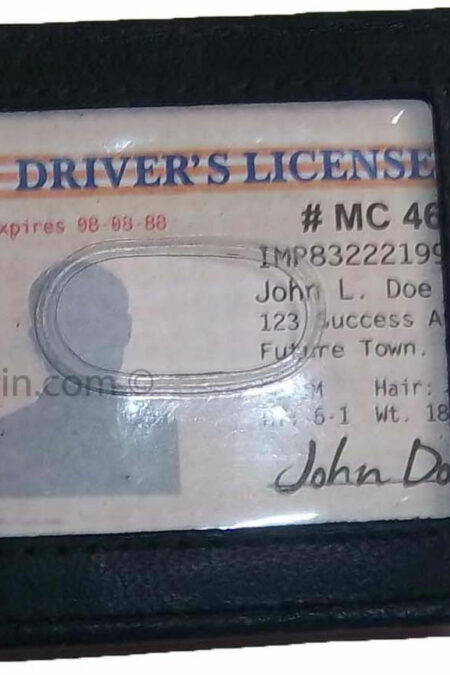 DRIVER'S LICENSE
xpires 08-08-88
# MC 46
IMP83222199
John L. Doe
123 Success A
Future Town,
M Hair:
6-1 Wt. 18
John Do
in.com ©